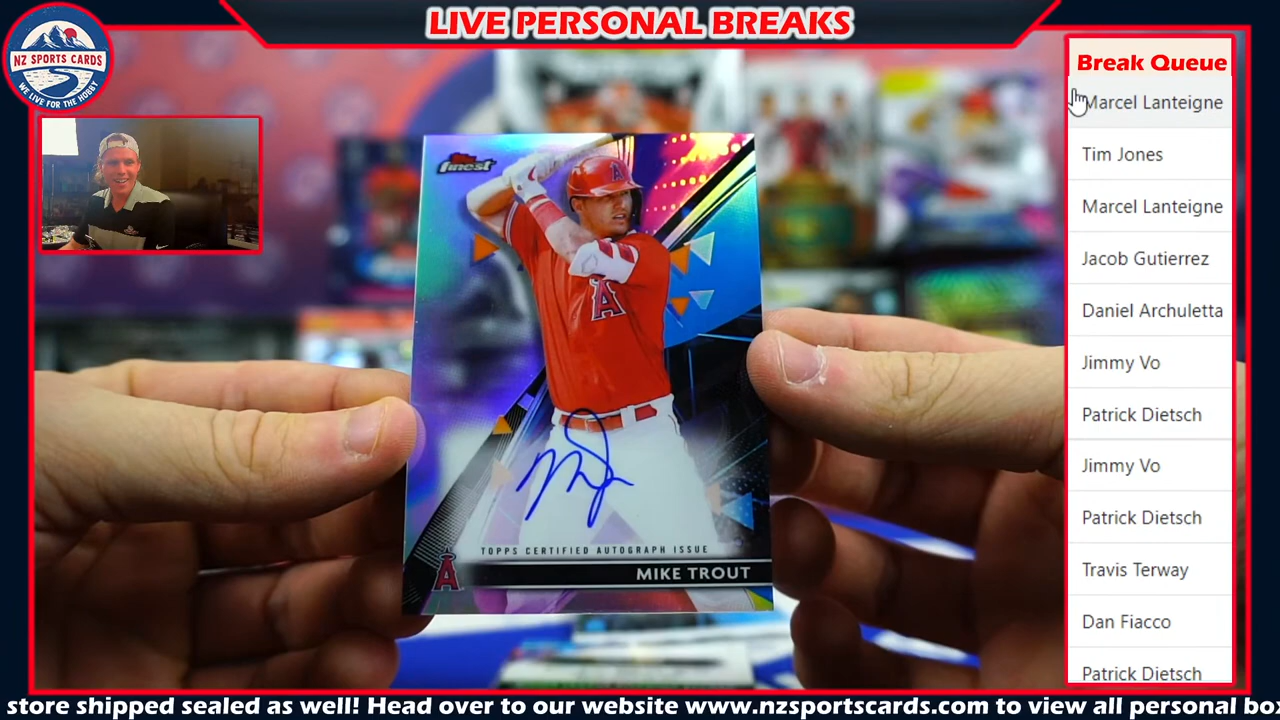 LIVE PERSONAL BREAKS
NZ SPORTS CARDS
WE LIVE FOR THE HOBBY
Break Queue
Marcel Lanteigne
Tim Jones
Marcel Lanteigne
Jacob Gutierrez
Daniel Archuletta
Jimmy Vo
Patrick Dietsch
Jimmy Vo
Patrick Dietsch
Travis Terway
Dan Fiacco
Patrick Dietsch
Topps
finest
A
A
TOPPS CERTIFIED AUTOGRAPH ISSUE
A
MIKE TROUT
store shipped sealed as well! Head over to our website www.nzsportscards.com to view all personal box